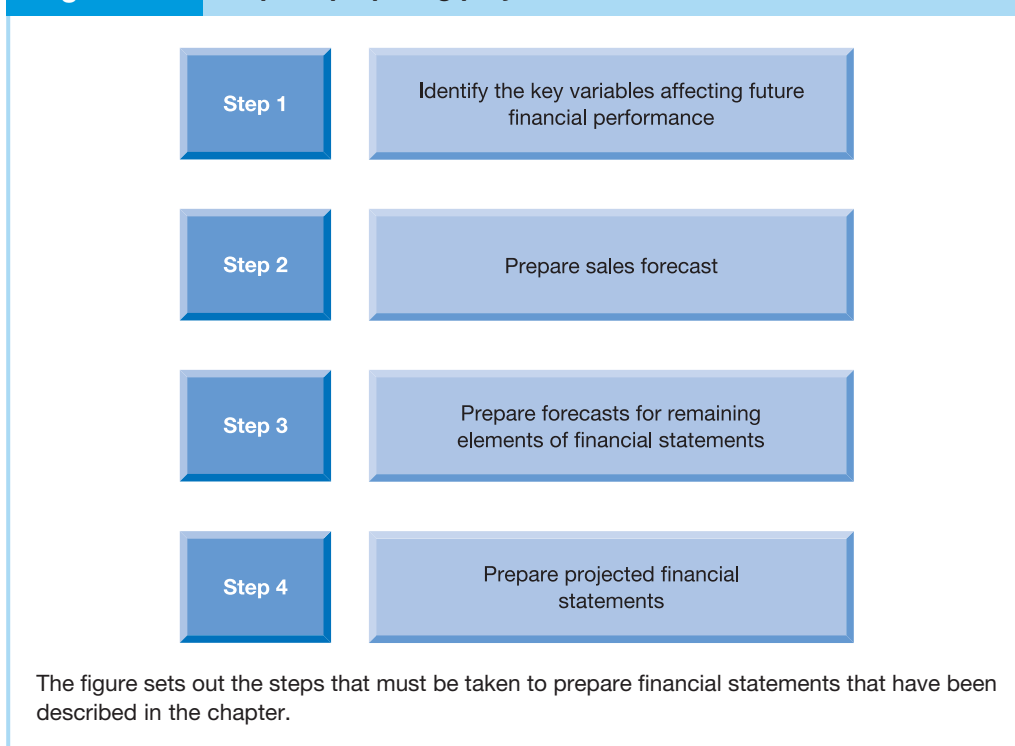 Step 1
Identify the key variables affecting future
financial performance
Step 2
Prepare sales forecast
Step 3
Prepare forecasts for remaining
elements of financial statements
Step 4
Prepare projected financial
statements
The figure sets out the steps that must be taken to prepare financial statements that have been
described in the chapter.